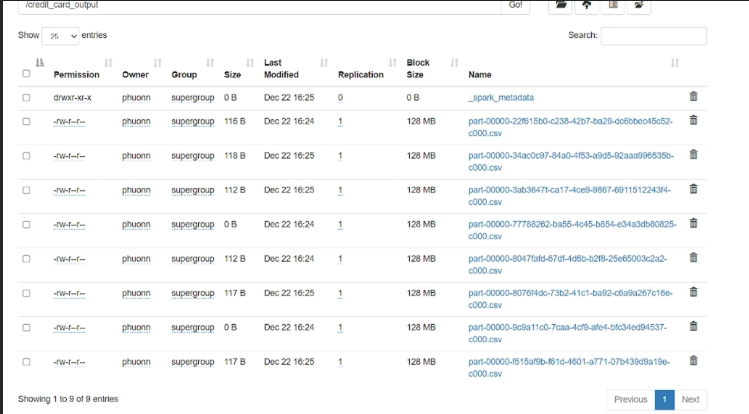 /credit_card_output Go!
Show 25 entries Search:
Permission Owner Group Size Last Modified Replication Block Size Name
drwxr-xr-x phuonn supergroup 0 B Dec 22 16:25 0 0 B _spark_metadata
-rw-r--r-- phuonn supergroup 116 B Dec 22 16:24 1 128 MB part-00000-22f615b0-c238-42b7-ba29-dc6bbec45c52-
c000.csv
-rw-r--r-- phuonn supergroup 118 B Dec 22 16:25 1 128 MB part-00000-34ac0c97-84a0-4f53-a9d5-92aaa996535b-
c000.csv
-rw-r--r-- phuonn supergroup 112 B Dec 22 16:25 1 128 MB part-00000-3ab3647f-ca17-4ce9-9867-6911512243f4-
c000.csv
-rw-r--r-- phuonn supergroup 0 B Dec 22 16:24 1 128 MB part-00000-77788262-ba55-4c45-b854-e34a3db80825-
c000.csv
-rw-r--r-- phuonn supergroup 112 B Dec 22 16:24 1 128 MB part-00000-8047fafd-67df-4d6b-b2f8-25e65003c2a2-
c000.csv
-rw-r--r-- phuonn supergroup 117 B Dec 22 16:25 1 128 MB part-00000-8076f4dc-73b2-41c1-ba92-c6a9a267c16e-
c000.csv
-rw-r--r-- phuonn supergroup 0 B Dec 22 16:24 1 128 MB part-00000-9c9a11c0-7caa-4cf9-afe4-bfc34ed94537-
c000.csv
-rw-r--r-- phuonn supergroup 117 B Dec 22 16:25 1 128 MB part-00000-f515af9b-f61d-4601-a771-07b439d9a19e-
c000.csv
Showing 1 to 9 of 9 entries Previous 1 Next